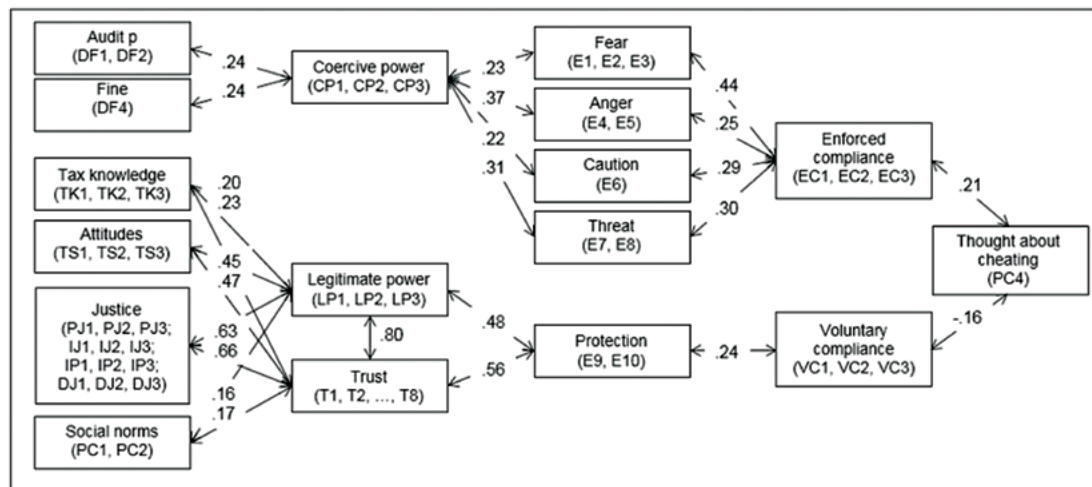 Audit p
(DF1, DF2)
Fine
(DF4)
.24
.24
Coercive power
(CP1, CP2, CP3)
.23
.37
.22
.31
Fear
(E1, E2, E3)
Anger
(E4, E5)
Caution
(E6)
Threat
(E7, E8)
.44
.25
.29
.30
Enforced
compliance
(EC1, EC2, EC3)
.21
Thought about
cheating
(PC4)
Tax knowledge
(TK1, TK2, TK3)
Attitudes
(TS1, TS2, TS3)
Justice
(PJ1, PJ2, PJ3;
IJ1, IJ2, IJ3;
IP1, IP2, IP3;
DJ1, DJ2, DJ3)
Social norms
(PC1, PC2)
.20
.23
.45
.47
.63
.66
.16
.17
Legitimate power
(LP1, LP2, LP3)
.80
Trust
(T1, T2, ..., T8)
.48
.56
Protection
(E9, E10)
.24
Voluntary
compliance
(VC1, VC2, VC3)
-.16